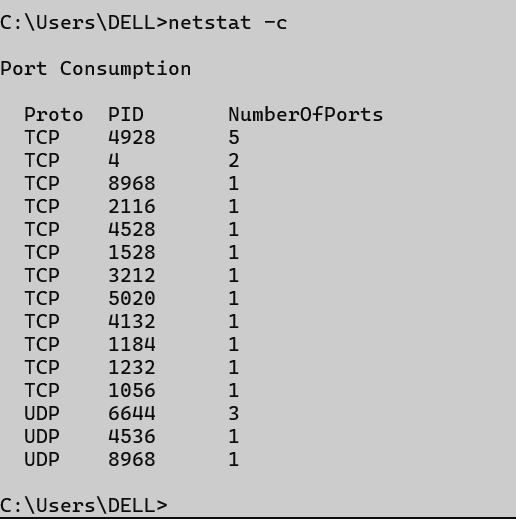 C:\Users\DELL>netstat -c
Port Consumption
Proto PID NumberOfPorts
TCP 4928 5
TCP 4 2
TCP 8968 1
TCP 2116 1
TCP 4528 1
TCP 1528 1
TCP 3212 1
TCP 5020 1
TCP 4132 1
TCP 1184 1
TCP 1232 1
TCP 1056 1
UDP 6644 3
UDP 4536 1
UDP 8968 1
C:\Users\DELL>